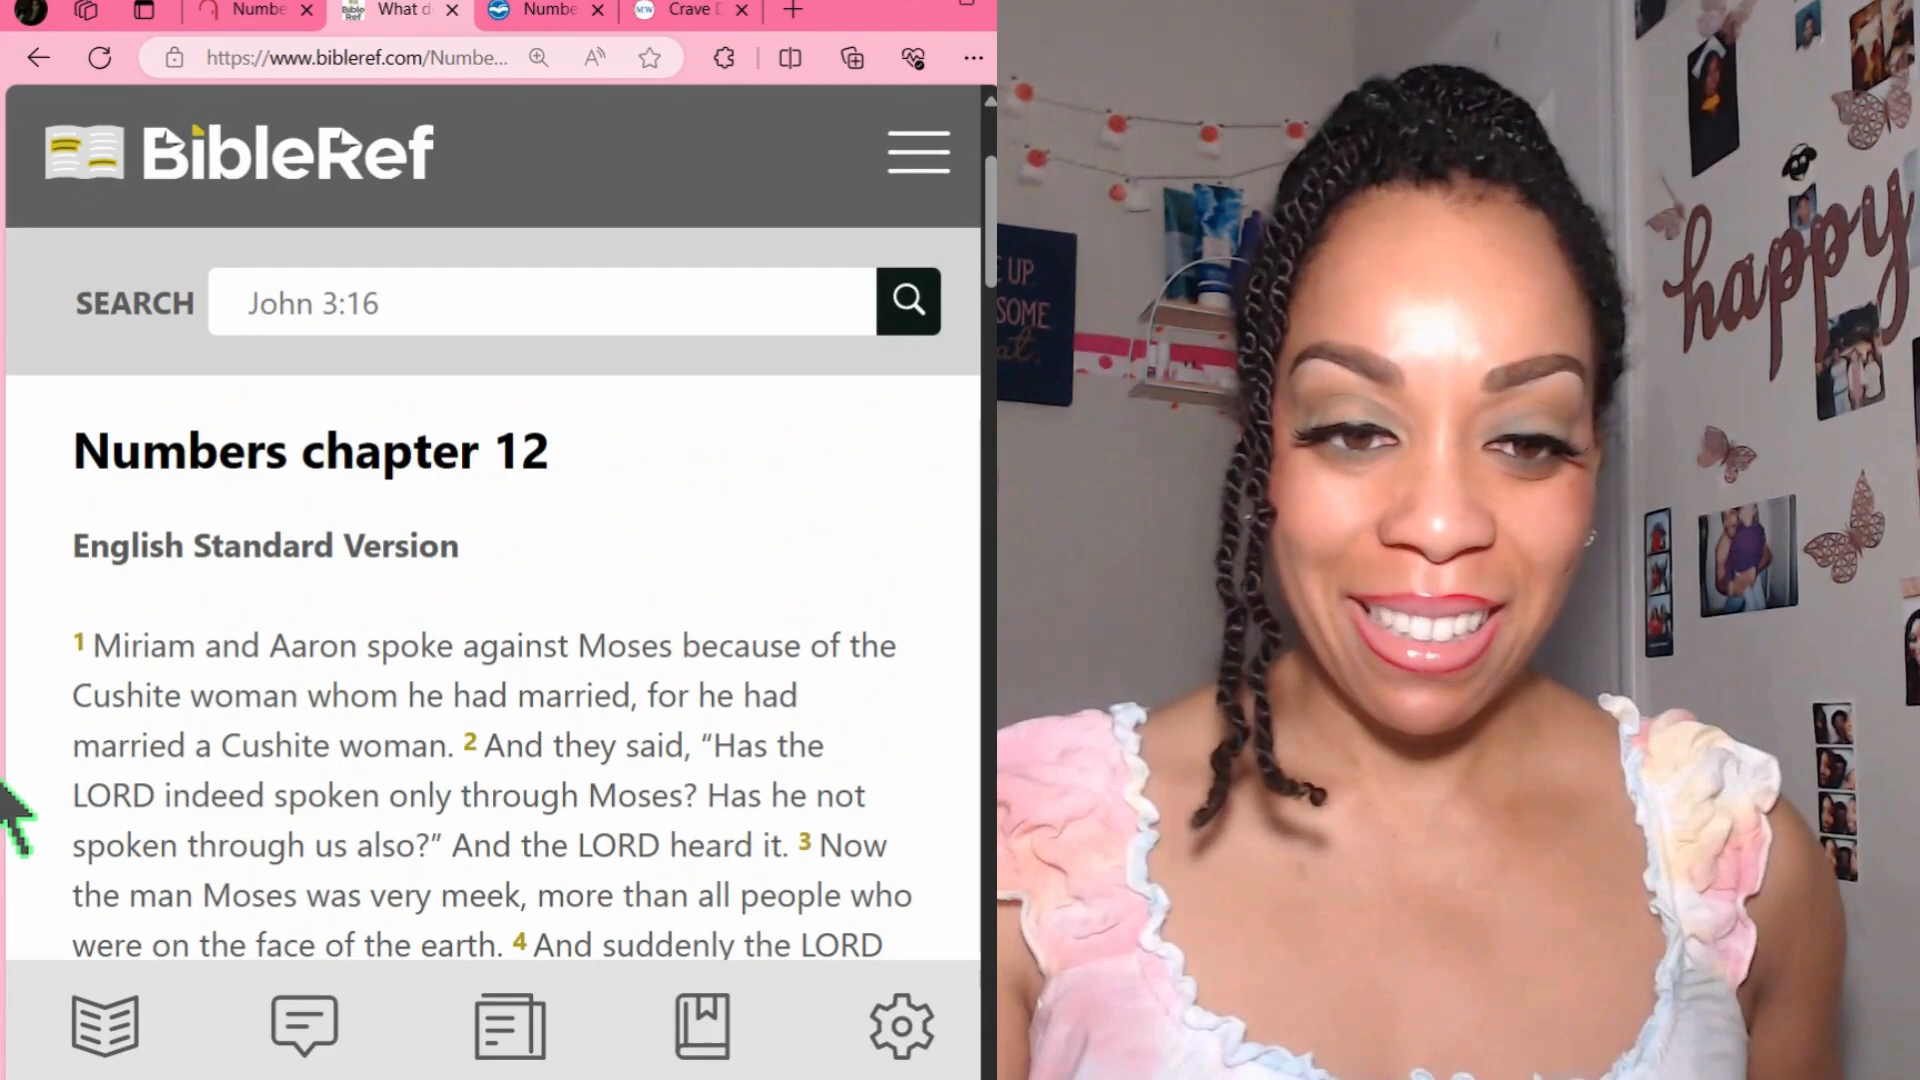 Numbe
What d
Numbe
MW
Crave D
https://www.bibleref.com/Numbe...
BibleRef
SEARCH
John 3:16
Numbers chapter 12
English Standard Version
1 Miriam and Aaron spoke against Moses because of the
Cushite woman whom he had married, for he had
married a Cushite woman. 2 And they said, “Has the
LORD indeed spoken only through Moses? Has he not
spoken through us also?” And the LORD heard it. 3 Now
the man Moses was very meek, more than all people who
were on the face of the earth. 4 And suddenly the LORD
UP
SOME
at.
happy